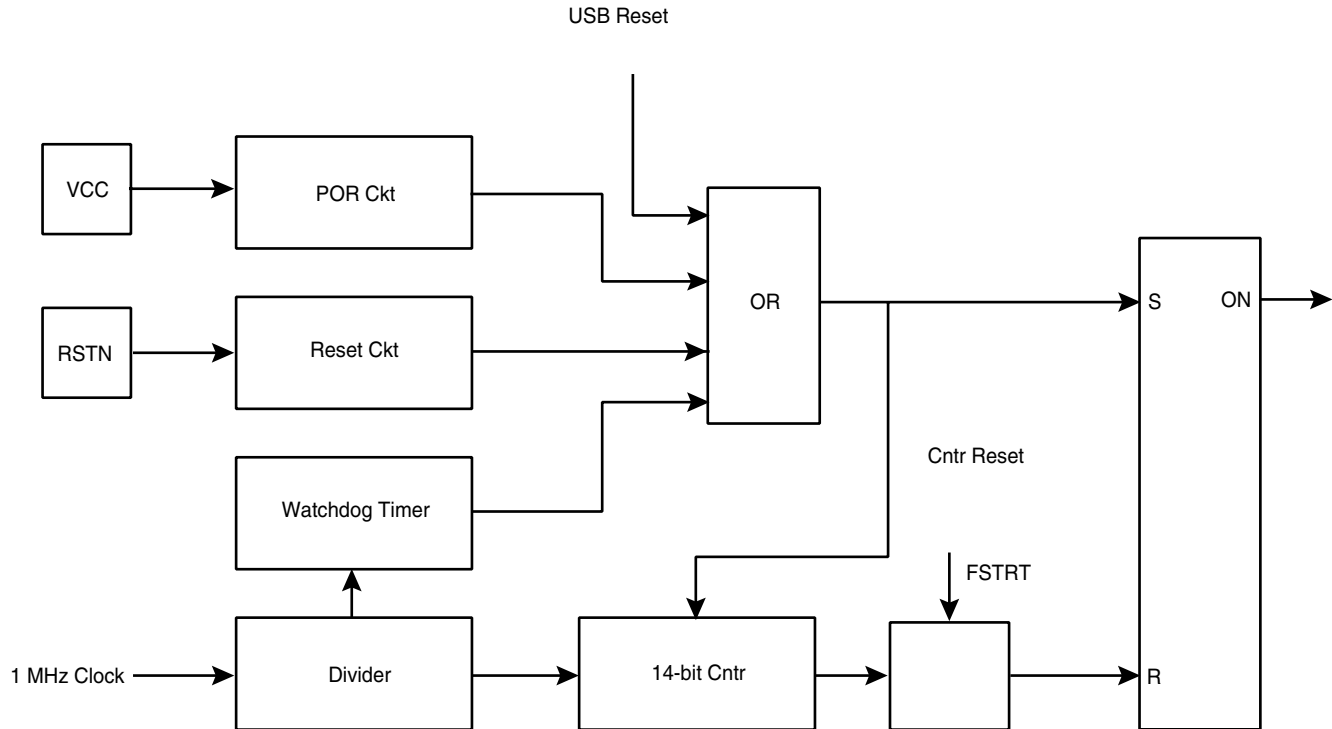 USB Reset
VCC
POR Ckt
OR
S
ON
RSTN
Reset Ckt
Cntr Reset
Watchdog Timer
FSTRT
1 MHz Clock
Divider
14-bit Cntr
R